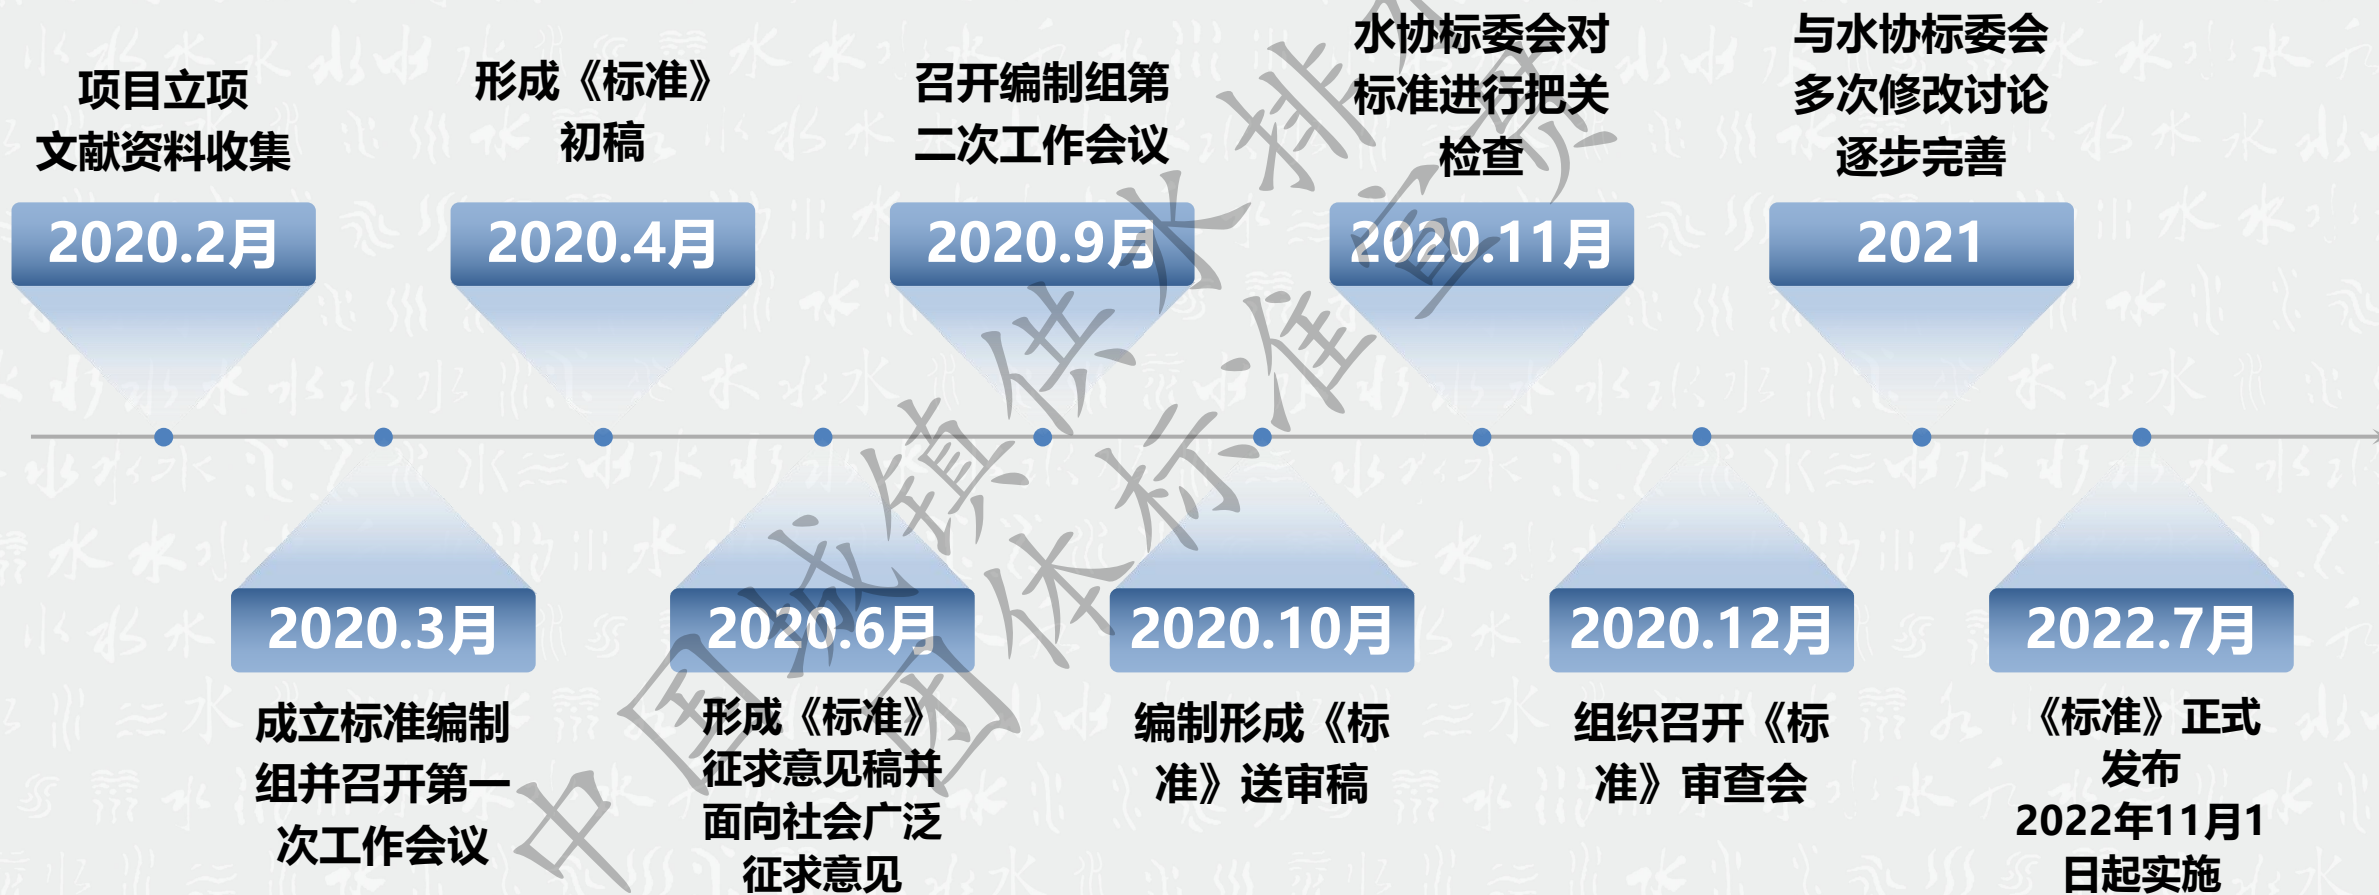 项目立项
文献资料收集
2020.2月
成立标准编制
组并召开第一
次工作会议
2020.3月
形成《标准》
初稿
2020.4月
2020.6月
形成《标准》
征求意见稿并
面向社会广泛
征求意见
召开编制组第
二次工作会议
2020.9月
2020.10月
编制形成《标
准》送审稿
水协标委会对
标准进行把关
检查
2020.11月
2020.12月
组织召开《标
准》审查会
与水协标委会
多次修改讨论
逐步完善
2021
2022.7月
《标准》正式
发布
2022年11月1
日起实施
中国城镇供水排
团体标准宣贯